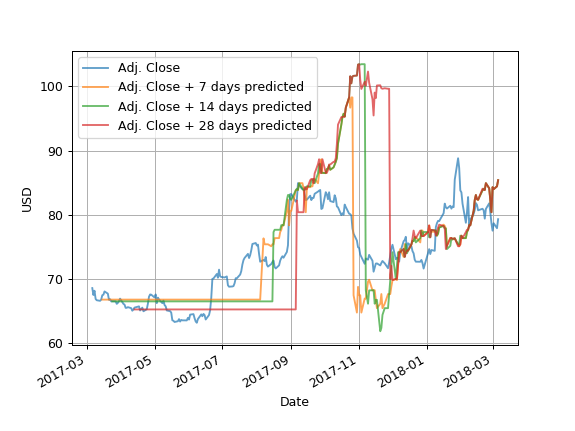 Adj. Close
Adj. Close + 7 days predicted
Adj. Close + 14 days predicted
Adj. Close + 28 days predicted
100
90
80
70
60
USD
2017-03
2017-05
2017-07
2017-09
2017-11
2018-01
2018-03
Date